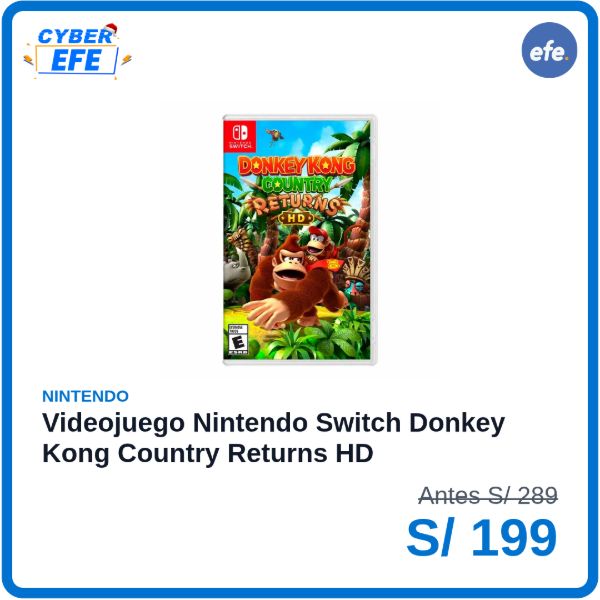 CYBER
EFE
efe.
NINTENDO
SWITCH
DONKEY KONG
COUNTRY
RETURNS
HD
E
ESRB
NINTENDO
Videojuego Nintendo Switch Donkey
Kong Country Returns HD
Antes S/ 289
S/ 199